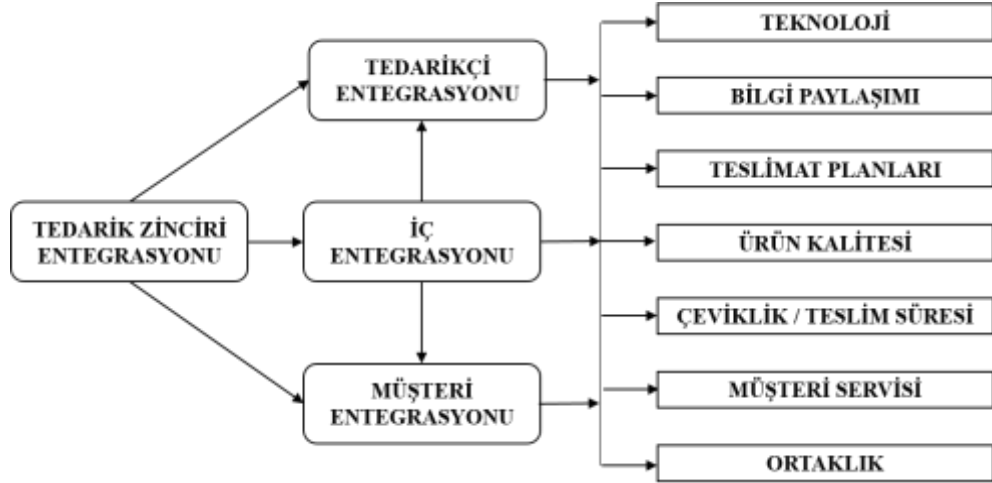 TEDARİK ZİNCİRİ
ENTEGRASYONU
TEDARİKÇİ
ENTEGRASYONU
İÇ
ENTEGRASYONU
MÜŞTERİ
ENTEGRASYONU
TEKNOLOJİ
BİLGİ PAYLAŞIMI
TESLİMAT PLANLARI
ÜRÜN KALİTESİ
ÇEVİKLİK / TESLİM SÜRESİ
MÜŞTERİ SERVİSİ
ORTAKLIK